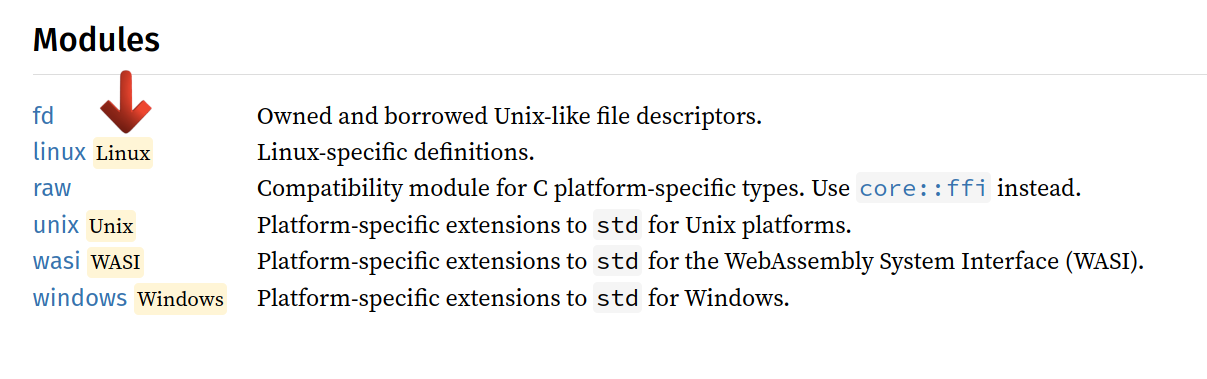 Modules
fd Owned and borrowed Unix-like file descriptors.
linux Linux Linux-specific definitions.
raw Compatibility module for C platform-specific types. Use core::ffi instead.
unix Unix Platform-specific extensions to std for Unix platforms.
wasi WASI Platform-specific extensions to std for the WebAssembly System Interface (WASI).
windows Windows Platform-specific extensions to std for Windows.